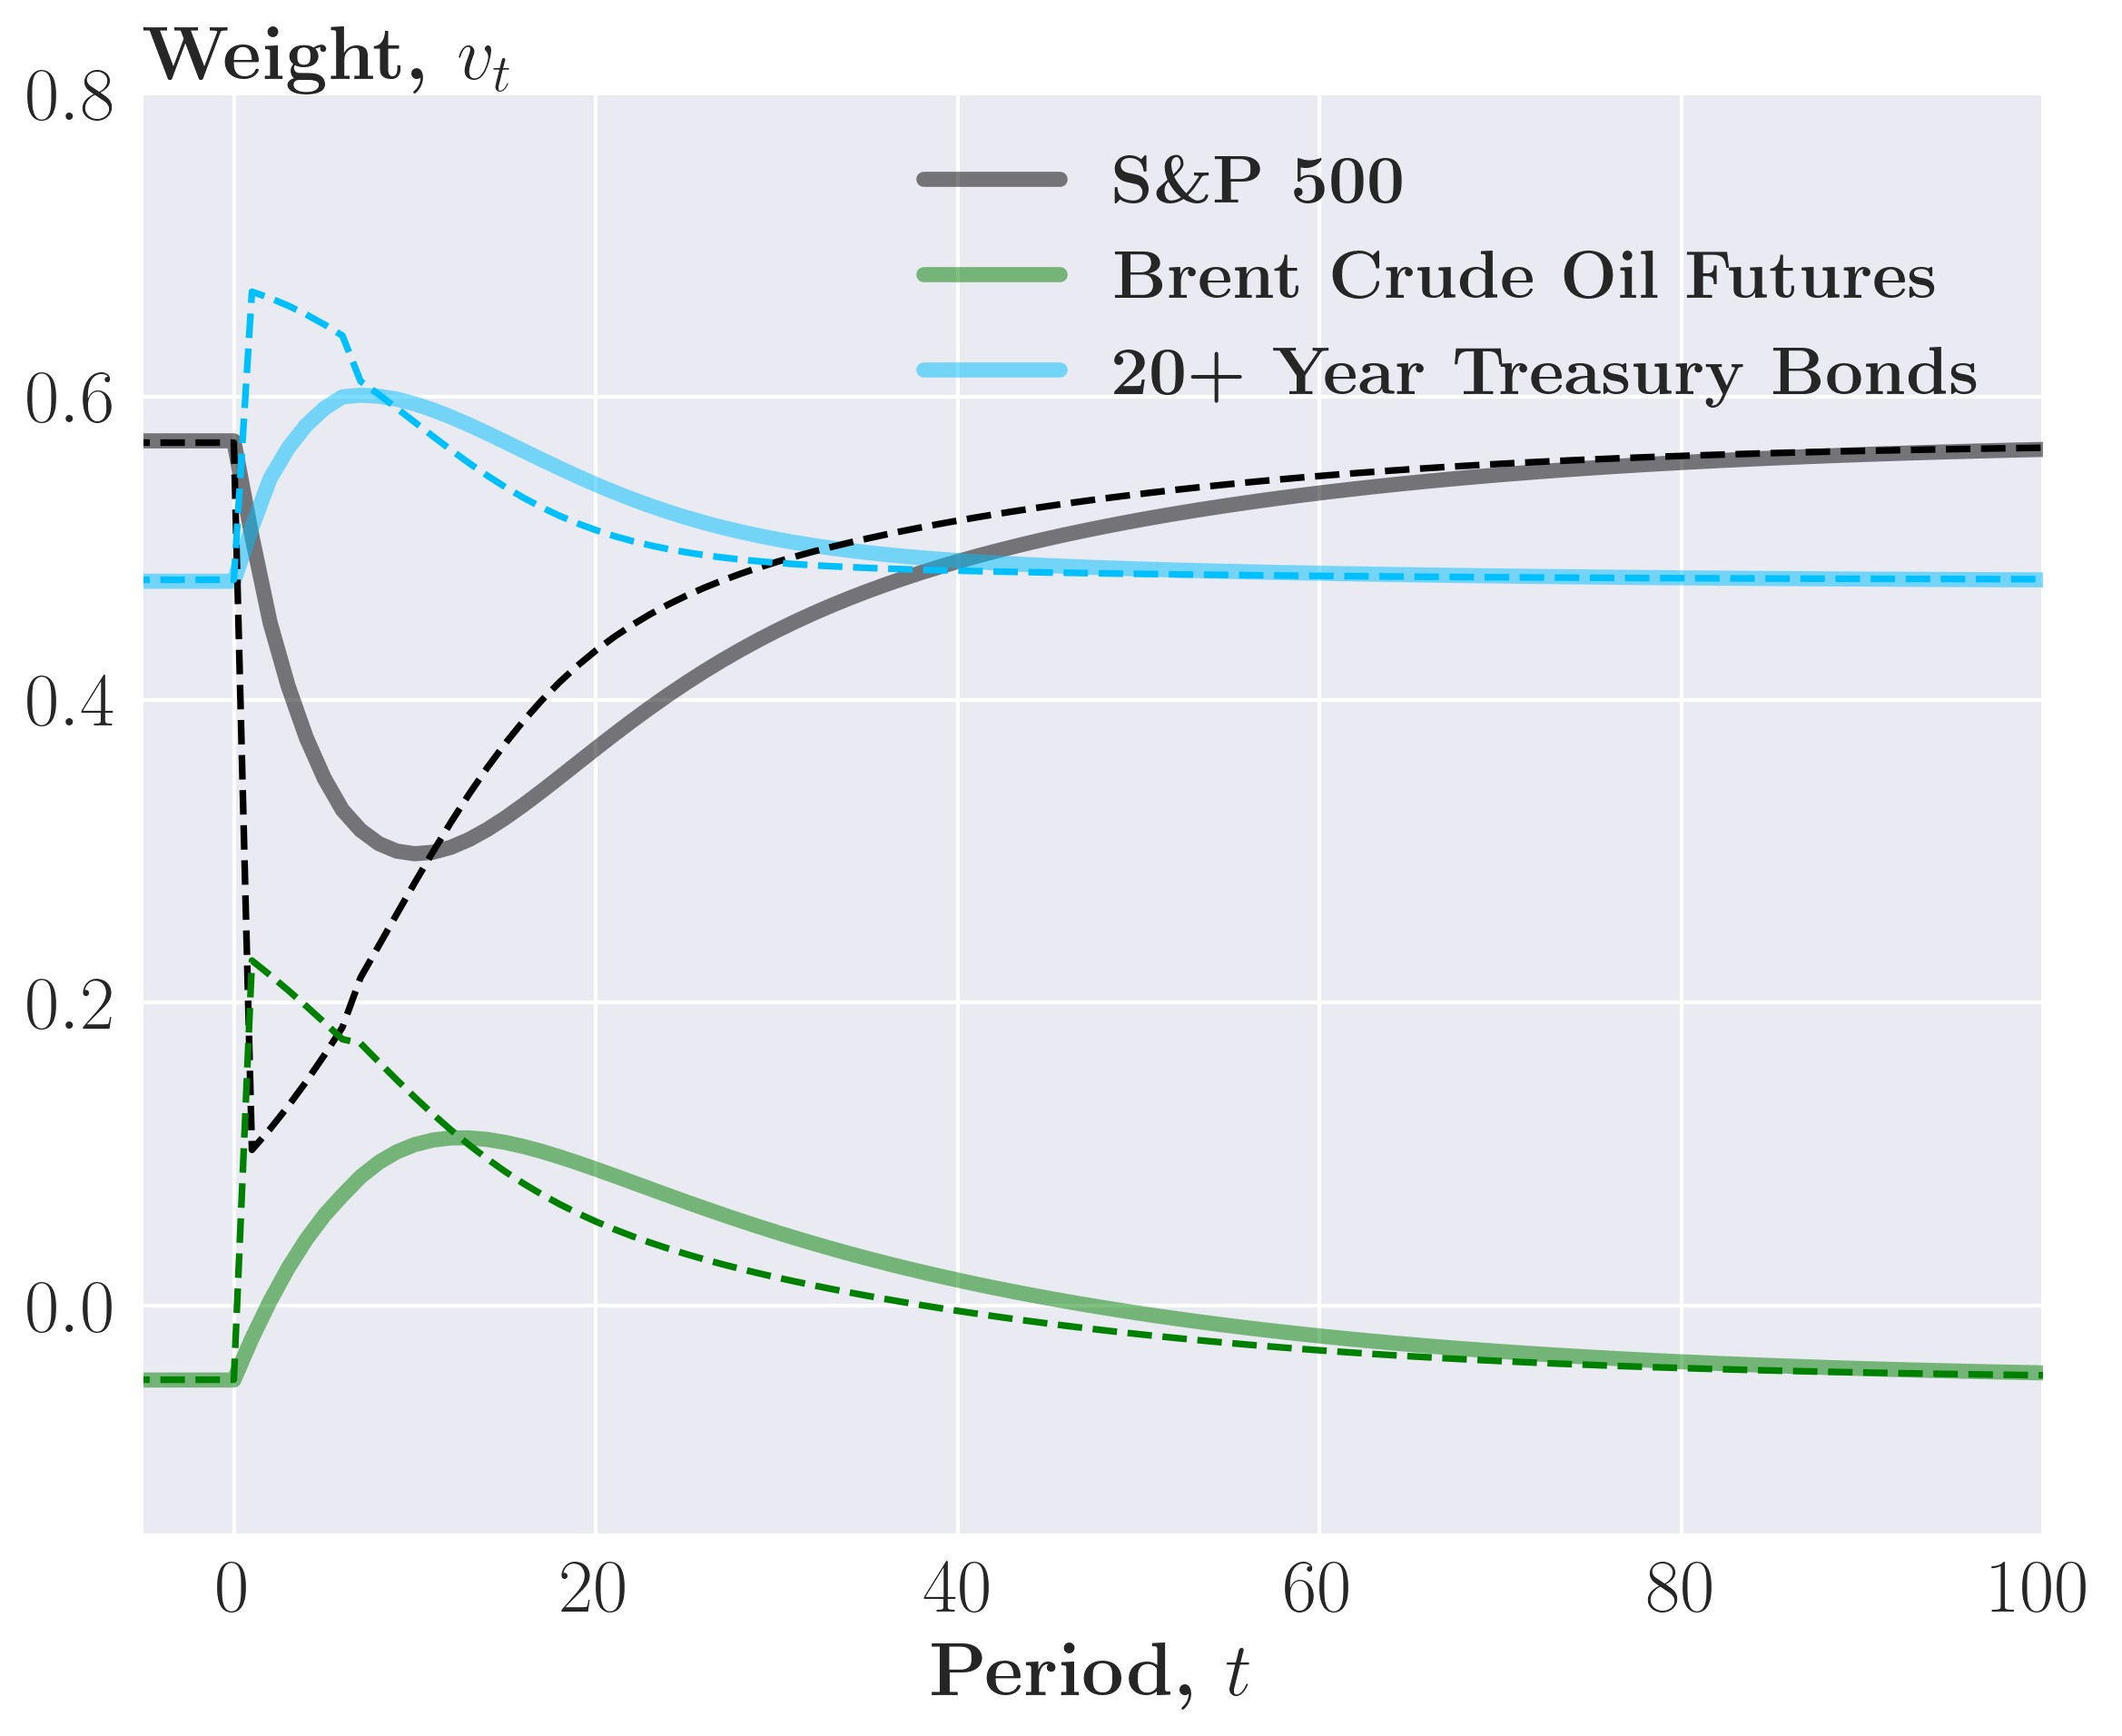 Weight, v_t
0.8
0.6
0.4
0.2
0.0
S&P 500
Brent Crude Oil Futures
20+ Year Treasury Bonds
0 20 40 60 80 100
Period, t